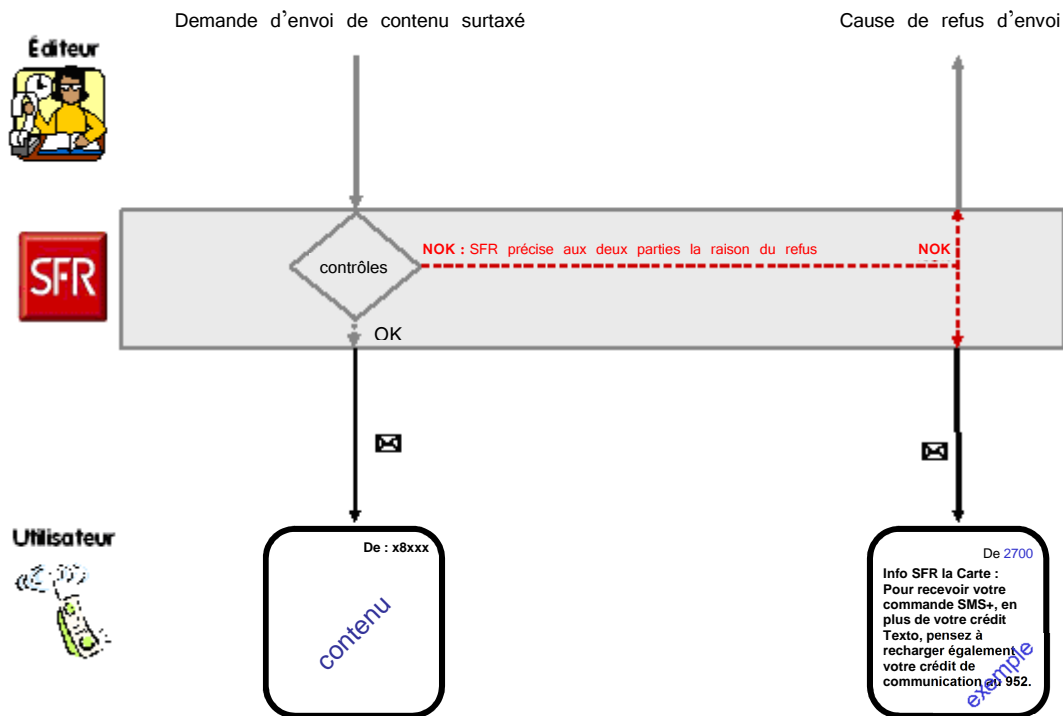 Demande d'envoi de contenu surtaxé
Cause de refus d'envoi
Éditeur
SFR
contrôles
NOK : SFR précise aux deux parties la raison du refus
NOK
OK
Utilisateur
De : x8xxx
contenu
De 2700
Info SFR la Carte :
Pour recevoir votre
commande SMS+, en
plus de votre crédit
Texto, pensez à
recharger également
votre crédit de
communication au 952.
exemple